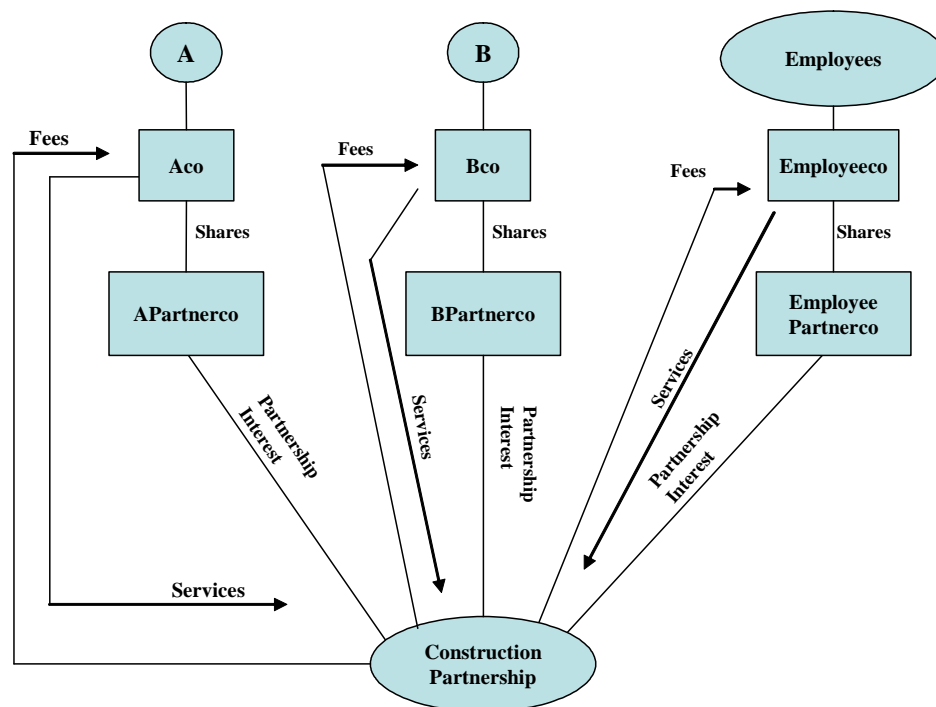 A
B
Employees
Fees
Aco
Fees
Bco
Fees
Employeeco
Shares
Shares
Shares
APartnerco
BPartnerco
Employee
Partnerco
Partnership
Interest
Services
Partnership
Interest
Services
Partnership
Interest
Services
Construction
Partnership